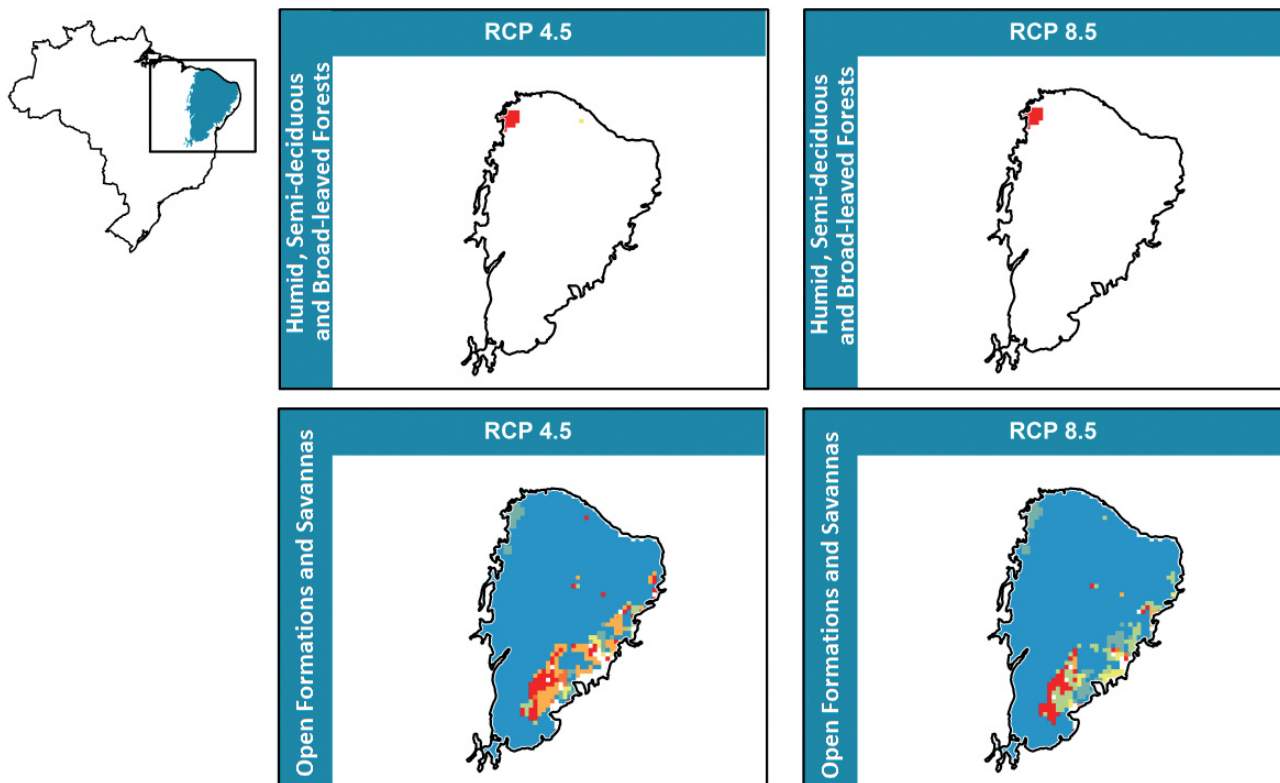 RCP 4.5
Humid, Semi-deciduous
and Broad-leaved Forests
RCP 8.5
Humid, Semi-deciduous
and Broad-leaved Forests
RCP 4.5
Open Formations and Savannas
RCP 8.5
Open Formations and Savannas